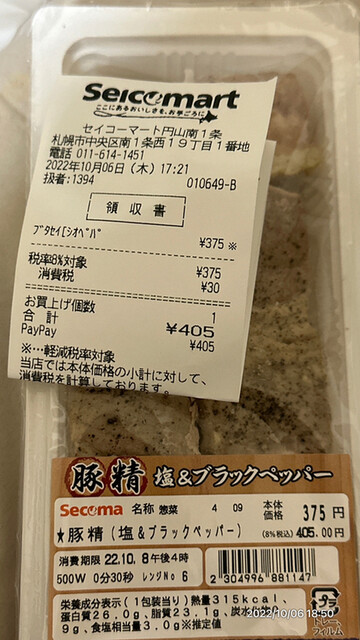 Seicomart
ここにあるおいしさを、お手ごろに。
セイコーマート円山南1条
札幌市中央区南1条西19丁目1番地
電話 011-614-1451
2022年10月06日(木) 17:21
扱者:1394 010649-B
領収書
ブタセイ[シオペパ
¥375 ※
税率8%対象 ¥375
消費税 ¥30
お買上げ個数 1
合計 ¥405
PayPay ¥405
※…軽減税率対象
当店では本体価格の小計に対して、
消費税を計算しております。
豚精 塩&ブラックペッパー
Secoma 名称 惣菜 4 09 本体価格 375円
★豚精(塩&ブラックペッパー) (8%税込) 405.00円
消費期限 22.10. 8午後4時
500W 0分30秒 レンジNo 6
2304996881147
プラ
トレー、
フィルム
栄養成分表示(1包装当り)熱量315kcal、
蛋白質26.0g、脂質23.1g、炭水化
9g、食塩相当量3.0g※推定値
2022/10/06 18:50